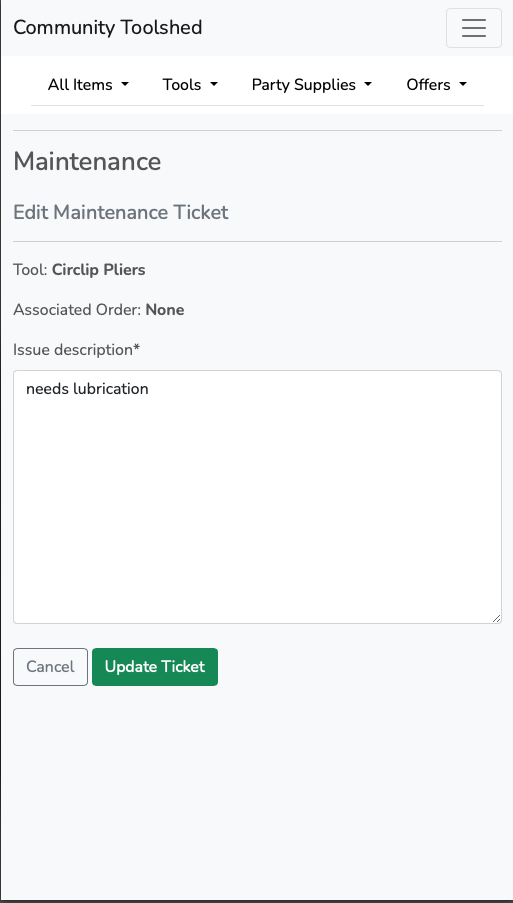 Community Toolshed
All Items Tools Party Supplies Offers
Maintenance
Edit Maintenance Ticket
Tool: Circlip Pliers
Associated Order: None
Issue description*
needs lubrication
Cancel Update Ticket